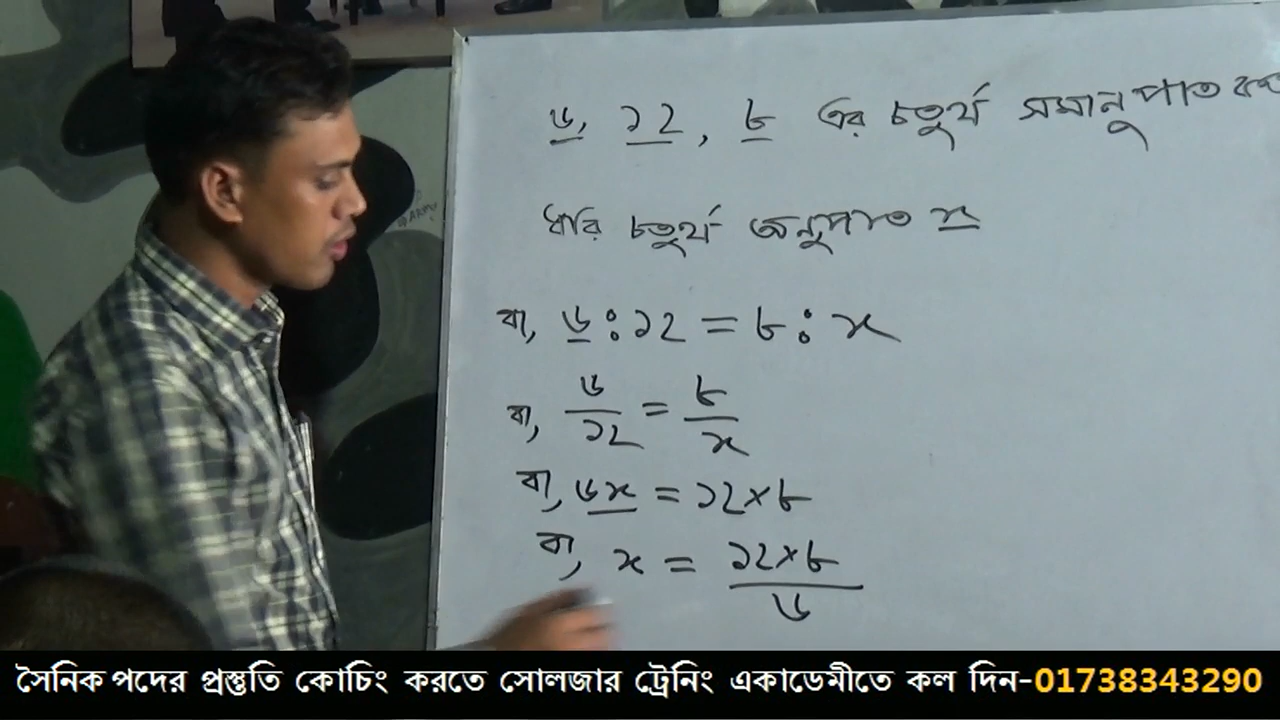 ৬, ১২, ৮ এর চতুর্থ সমানুপাত কত
ধরি চতুর্থ অনুপাত x
বা, ৬ : ১২ = ৮ : x
বা, ৬/১২ = ৮/x
বা, ৬x = ১২×৮
বা, x = ১২×৮/৬
সৈনিক পদের প্রস্তুতি কোচিং করতে সোলজার ট্রেনিং একাডেমীতে কল দিন-01738343290